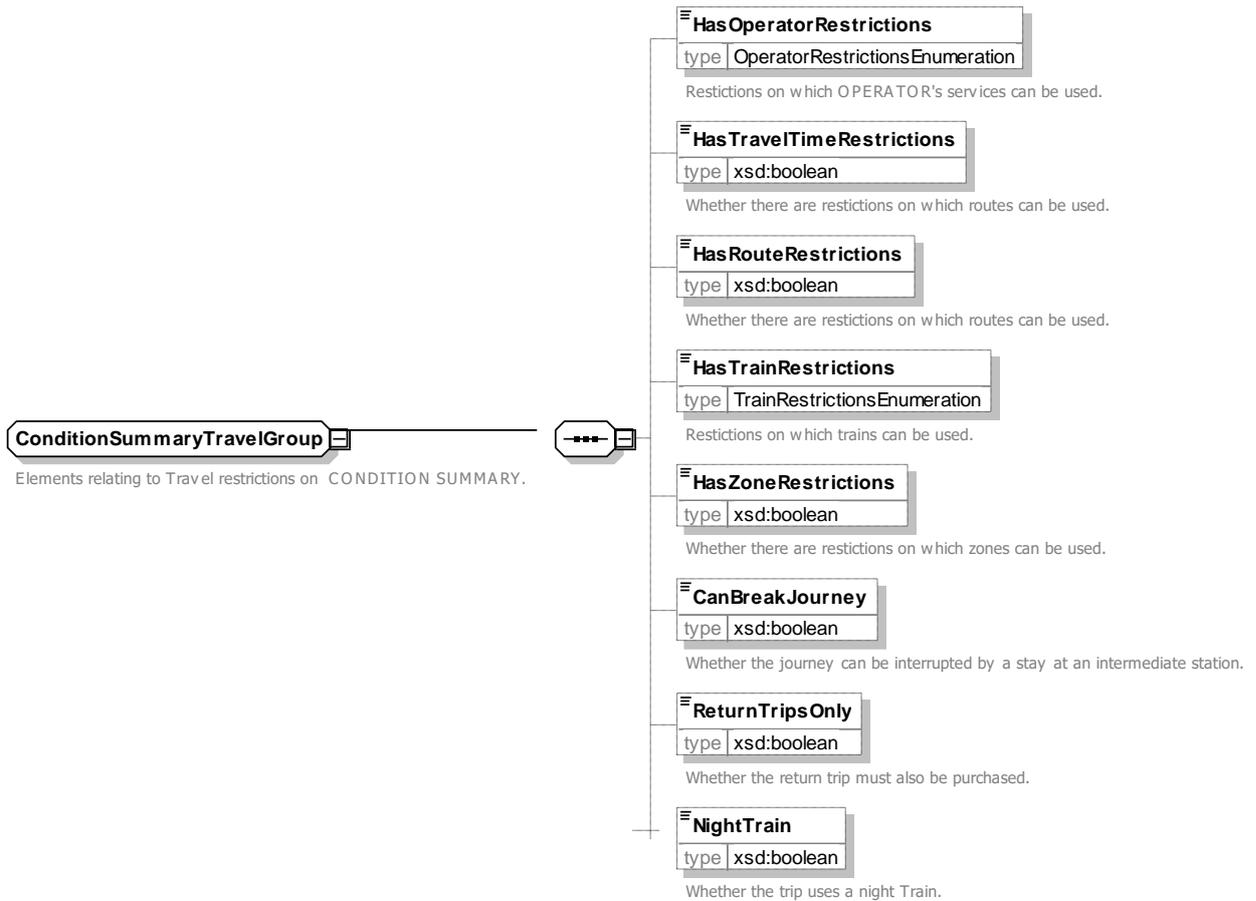 HasOperatorRestrictions
type OperatorRestrictionsEnumeration
Restictions on which OPERATOR's services can be used.
HasTravelTimeRestrictions
type xsd:boolean
Whether there are restictions on which routes can be used.
HasRouteRestrictions
type xsd:boolean
Whether there are restictions on which routes can be used.
HasTrainRestrictions
type TrainRestrictionsEnumeration
Restictions on which trains can be used.
ConditionSummaryTravelGroup
Elements relating to Travel restrictions on CONDITION SUMMARY.
HasZoneRestrictions
type xsd:boolean
Whether there are restictions on which zones can be used.
CanBreakJourney
type xsd:boolean
Whether the journey can be interrupted by a stay at an intermediate station.
ReturnTripsOnly
type xsd:boolean
Whether the return trip must also be purchased.
NightTrain
type xsd:boolean
Whether the trip uses a night Train.